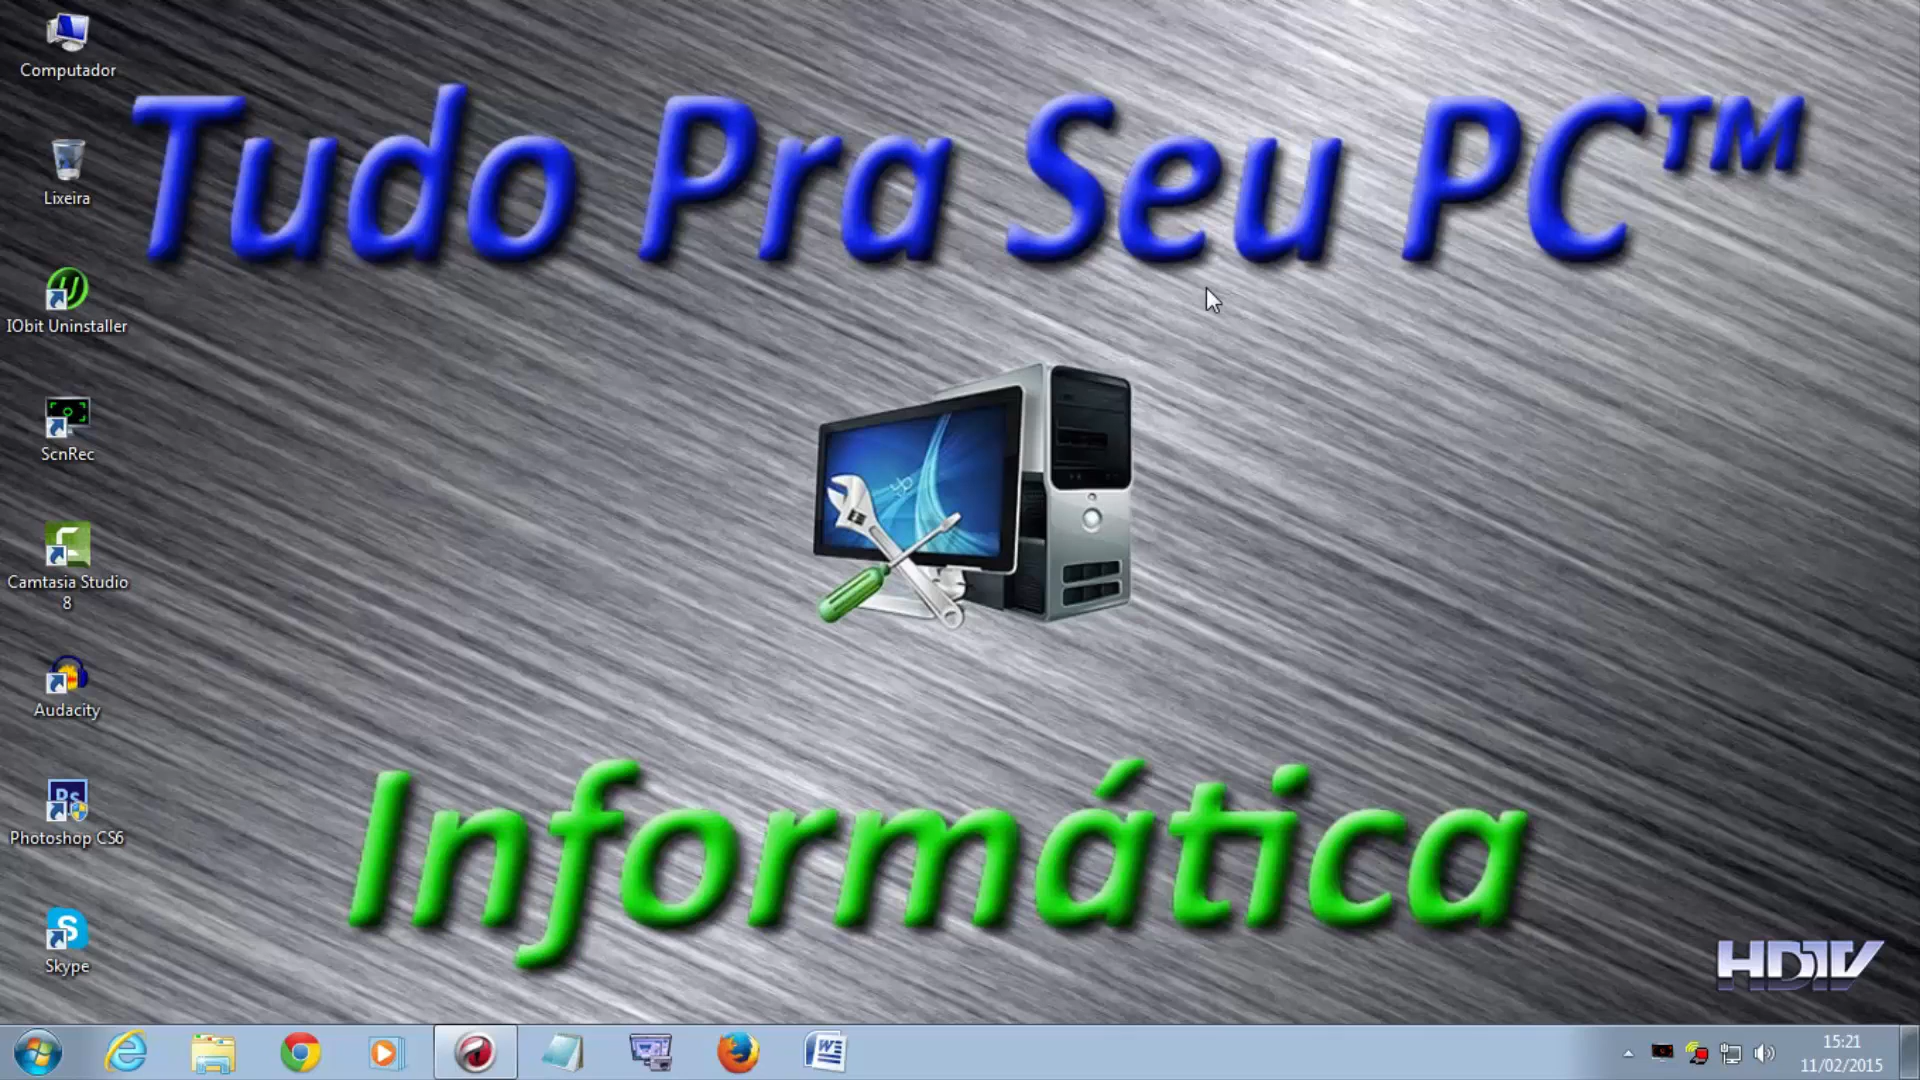 Computador
Tudo Pra Seu PC™
Lixeira
IObit Uninstaller
ScnRec
Camtasia Studio
8
Audacity
Ps
Photoshop CS6
Informática
S
Skype
HDTV
15:21
11/02/2015